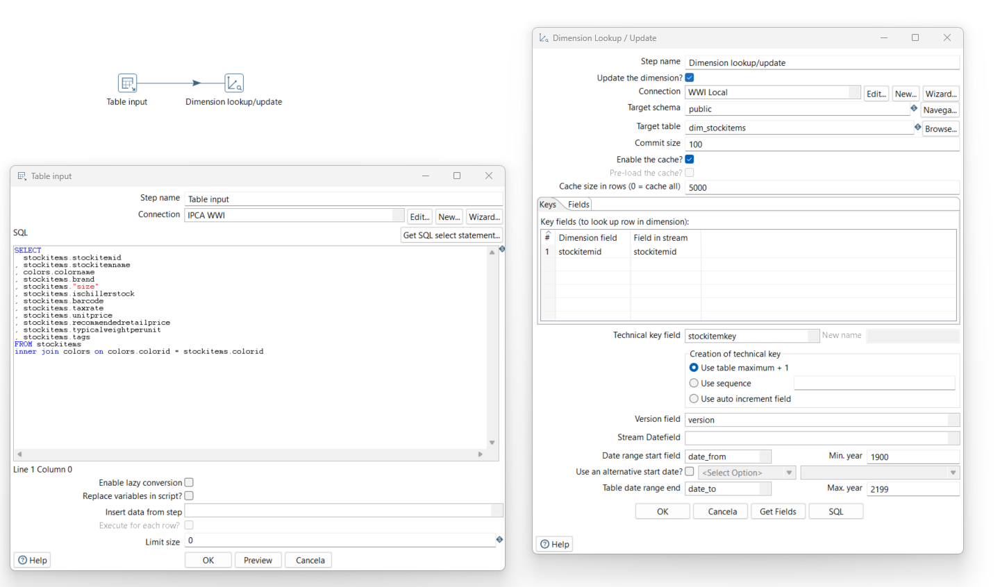 Table input
Dimension lookup/update
Table input
Step name Table input
Connection IPCA WWI Edit... New... Wizard...
SQL Get SQL select statement...
SELECT
stockitems.stockitemid
, stockitems.stockitemname
, colors.colorname
, stockitems.brand
, stockitems."size"
, stockitems.ischillerstock
, stockitems.barcode
, stockitems.taxrate
, stockitems.unitprice
, stockitems.recommendedretailprice
, stockitems.typicalweightperunit
, stockitems.tags
FROM stockitems
inner join colors on colors.colorid = stockitems.colorid
Line 1 Column 0
Enable lazy conversion
Replace variables in script?
Insert data from step
Execute for each row?
Limit size 0
Help OK Preview Cancela
Dimension Lookup / Update
Step name Dimension lookup/update
Update the dimension?
Connection WWI Local Edit... New... Wizard...
Target schema public Navega...
Target table dim_stockitems Browse...
Commit size 100
Enable the cache?
Pre-load the cache?
Cache size in rows (0 = cache all) 5000
Keys Fields
Key fields (to look up row in dimension):
# Dimension field Field in stream
1 stockitemid stockitemid
Technical key field stockitemkey New name
Creation of technical key
Use table maximum + 1
Use sequence
Use auto increment field
Version field version
Stream Datefield
Date range start field date_from Min. year 1900
Use an alternative start date? <Select Option>
Table date range end date_to Max. year 2199
OK Cancela Get Fields SQL
Help